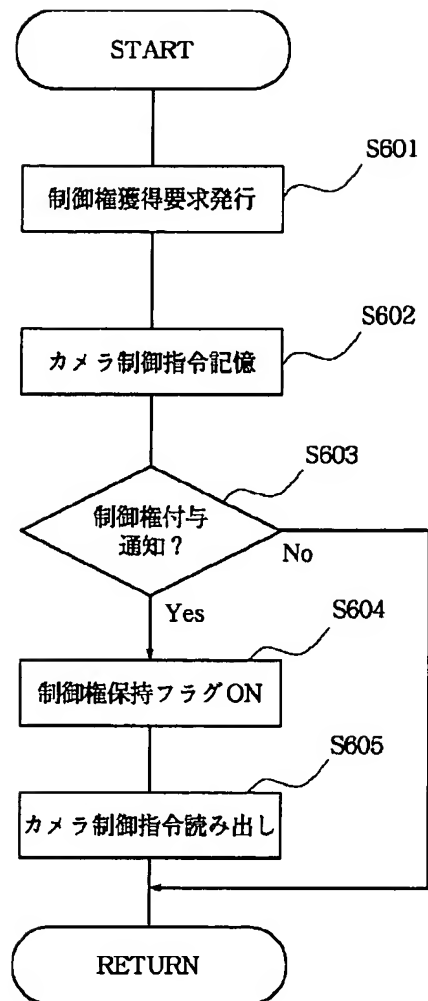 START
S601
制御権獲得要求発行
S602
カメラ制御指令記憶
S603
制御権付与
通知？
No
Yes
S604
制御権保持フラグON
S605
カメラ制御指令読み出し
RETURN